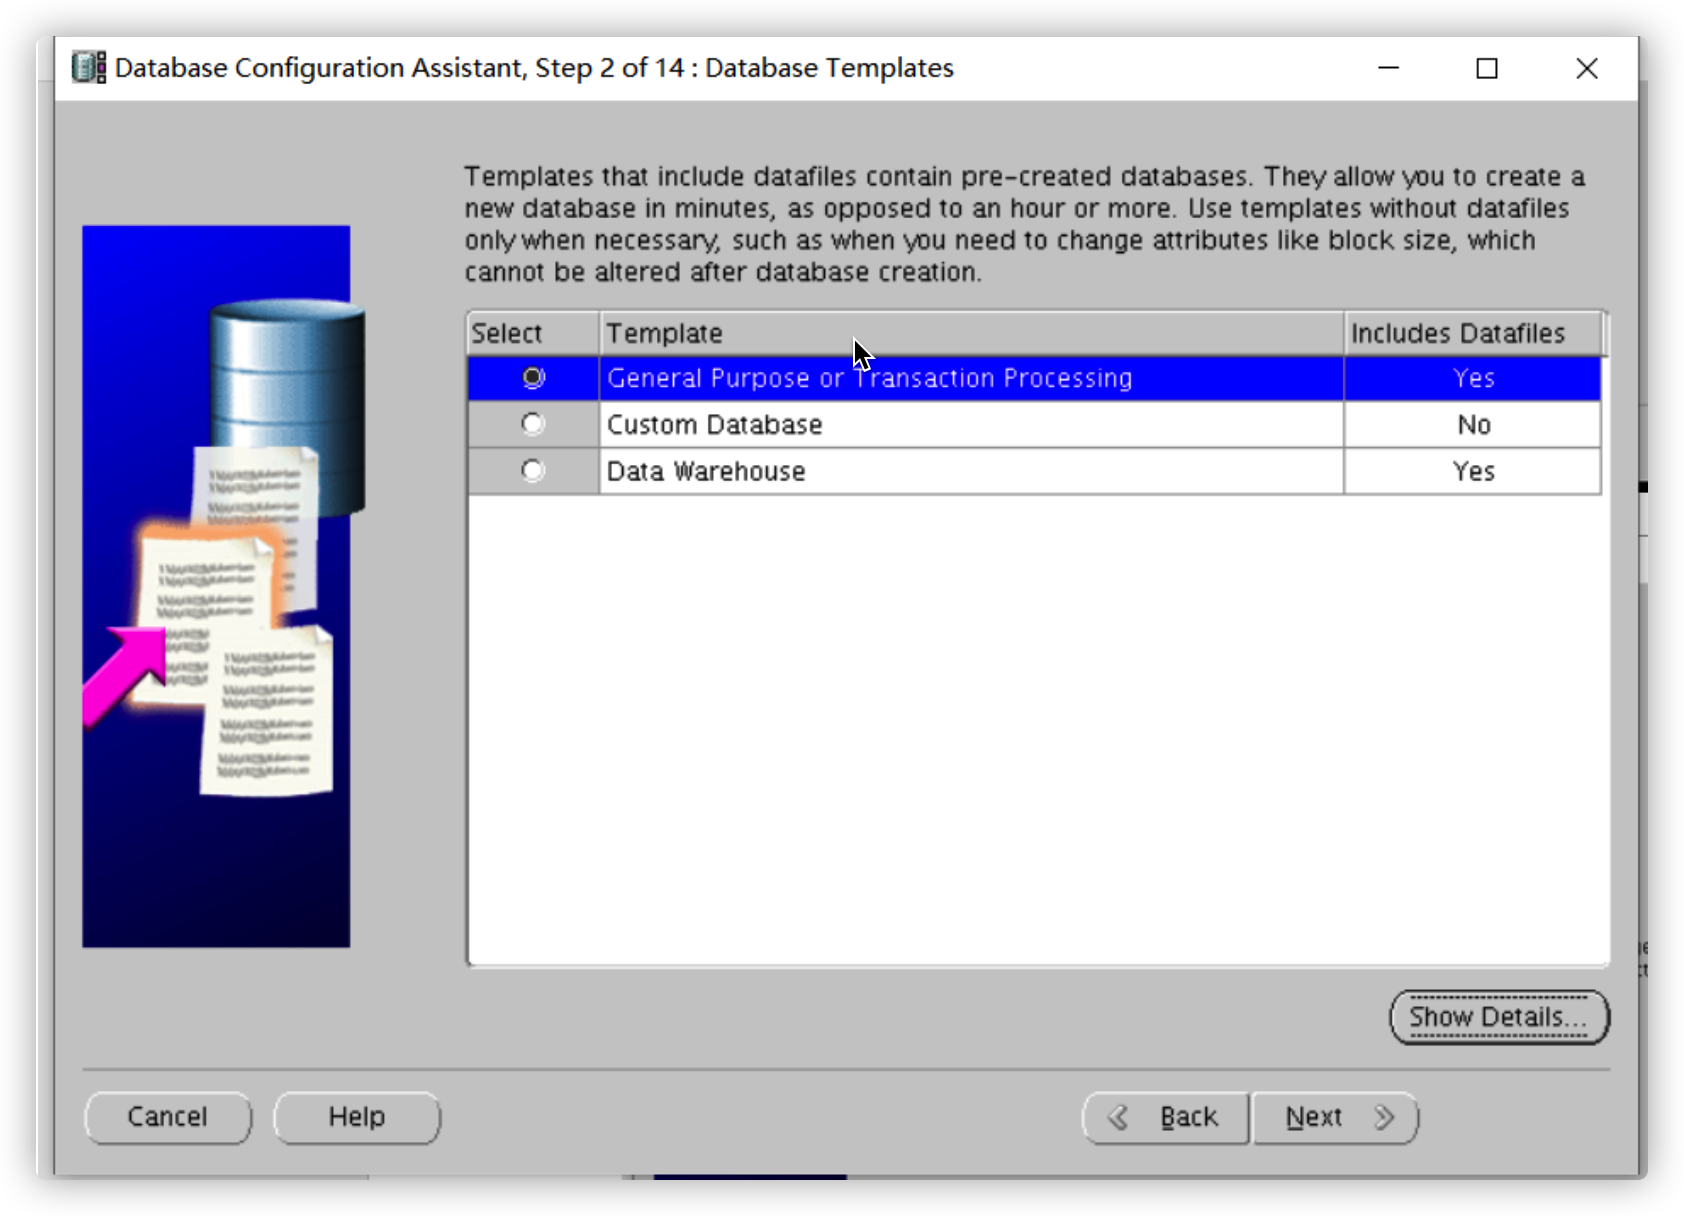 Database Configuration Assistant, Step 2 of 14 : Database Templates
Templates that include datafiles contain pre-created databases. They allow you to create a
new database in minutes, as opposed to an hour or more. Use templates without datafiles
only when necessary, such as when you need to change attributes like block size, which
cannot be altered after database creation.
Select Template Includes Datafiles
General Purpose or Transaction Processing Yes
Custom Database No
Data Warehouse Yes
Show Details...
Cancel Help Back Next